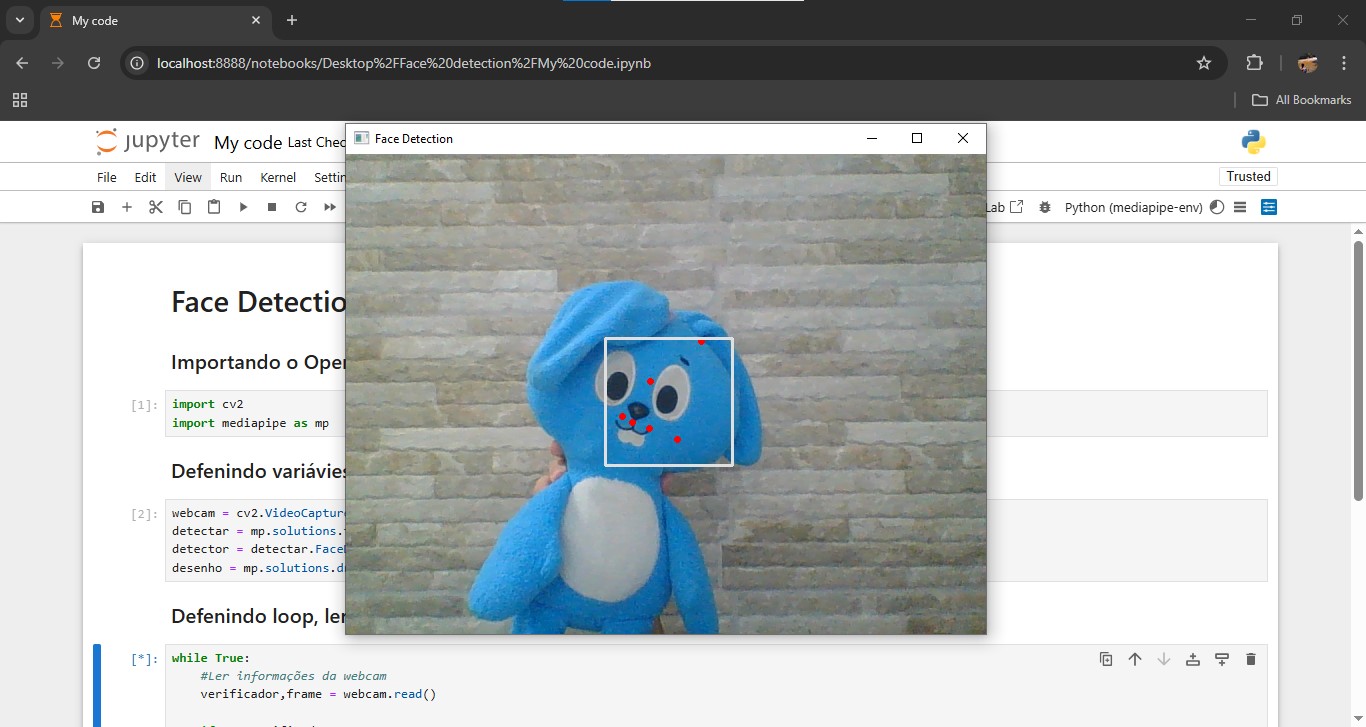 My code
localhost:8888/notebooks/Desktop%2FFace%20detection%2FMy%20code.ipynb
All Bookmarks
Face Detection
jupyter My code Last Chec
File Edit View Run Kernel Settin
Trusted
Lab
Python (mediapipe-env)
Face Detectio
Importando o Ope
[1]:
import cv2
import mediapipe as mp
Defenindo variávies
[2]:
webcam = cv2.VideoCapture
detectar = mp.solutions.
detector = detectar.Face
desenho = mp.solutions.d
Defenindo loop, ler
[*]:
while True:
#Ler informações da webcam
verificador,frame = webcam.read()